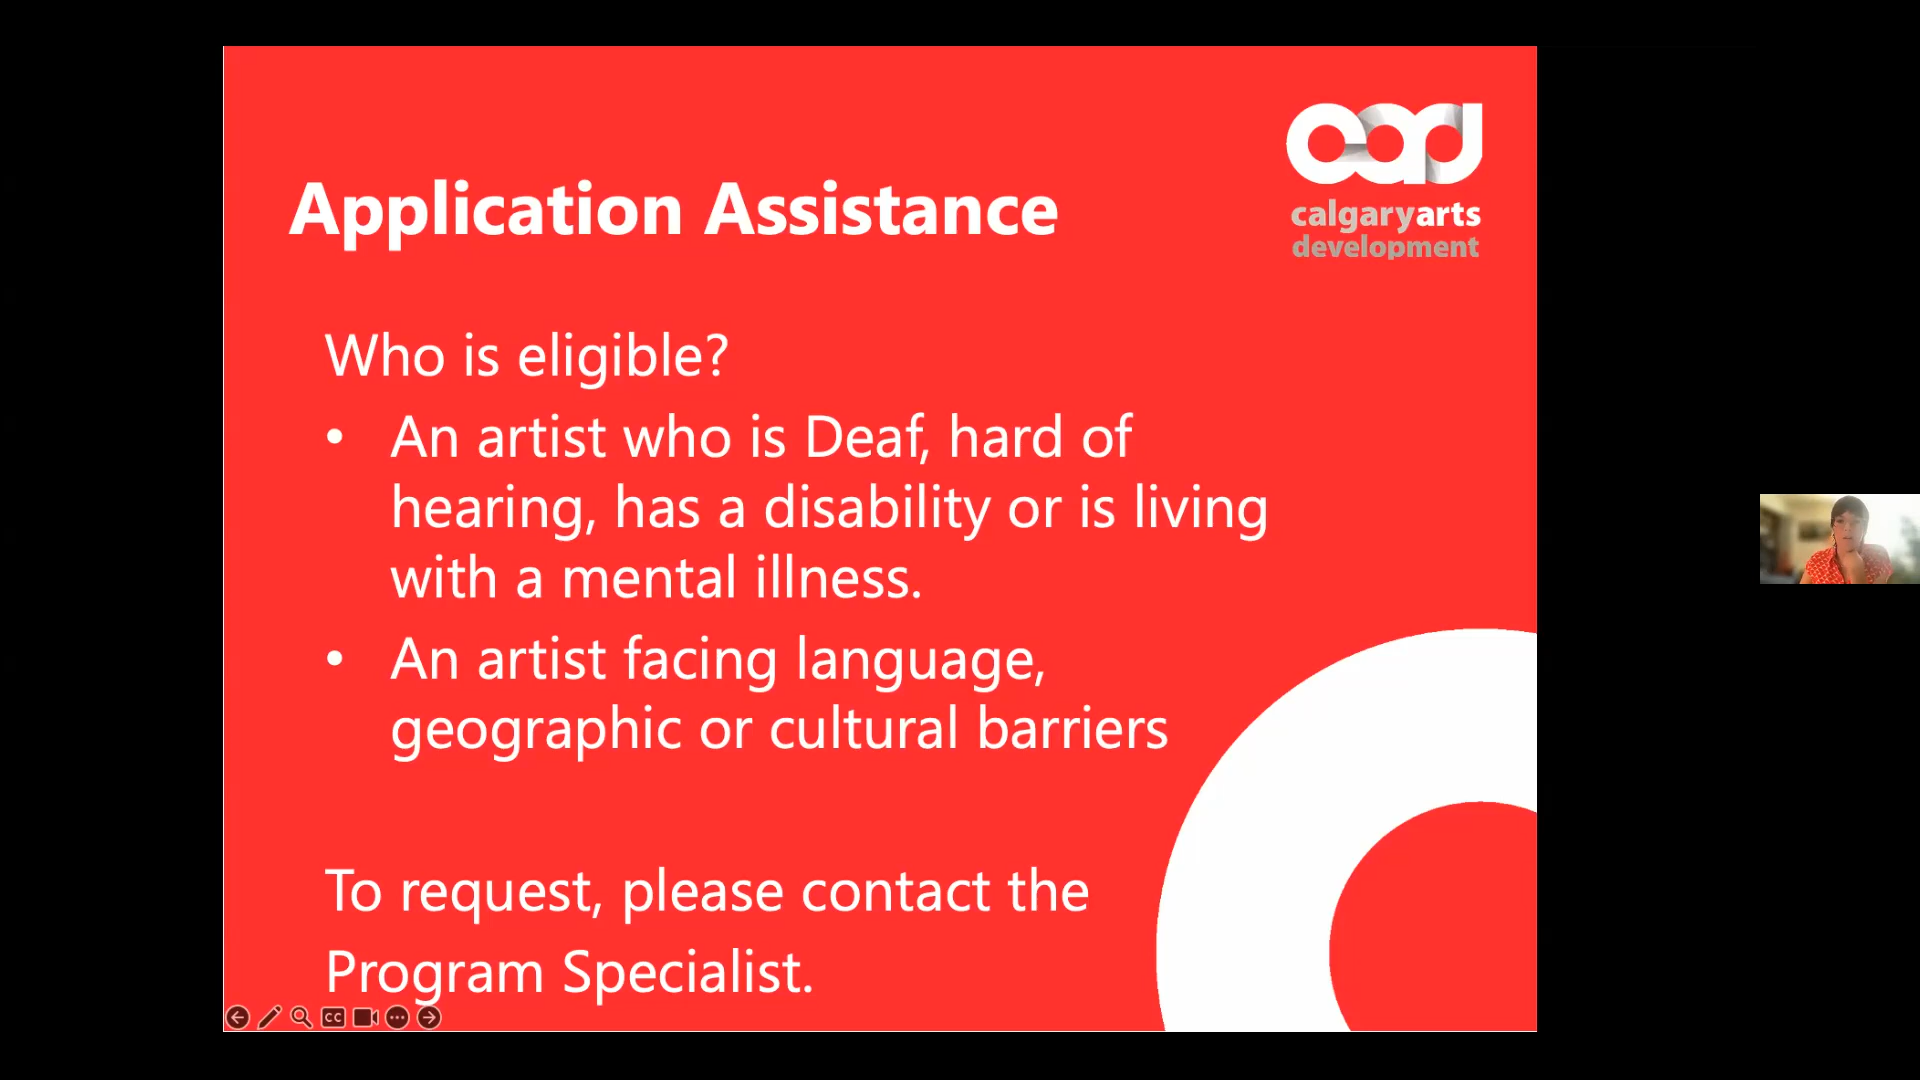 cad
calgaryarts
development
Application Assistance
Who is eligible?
• An artist who is Deaf, hard of
hearing, has a disability or is living
with a mental illness.
• An artist facing language,
geographic or cultural barriers
To request, please contact the
Program Specialist.
CC